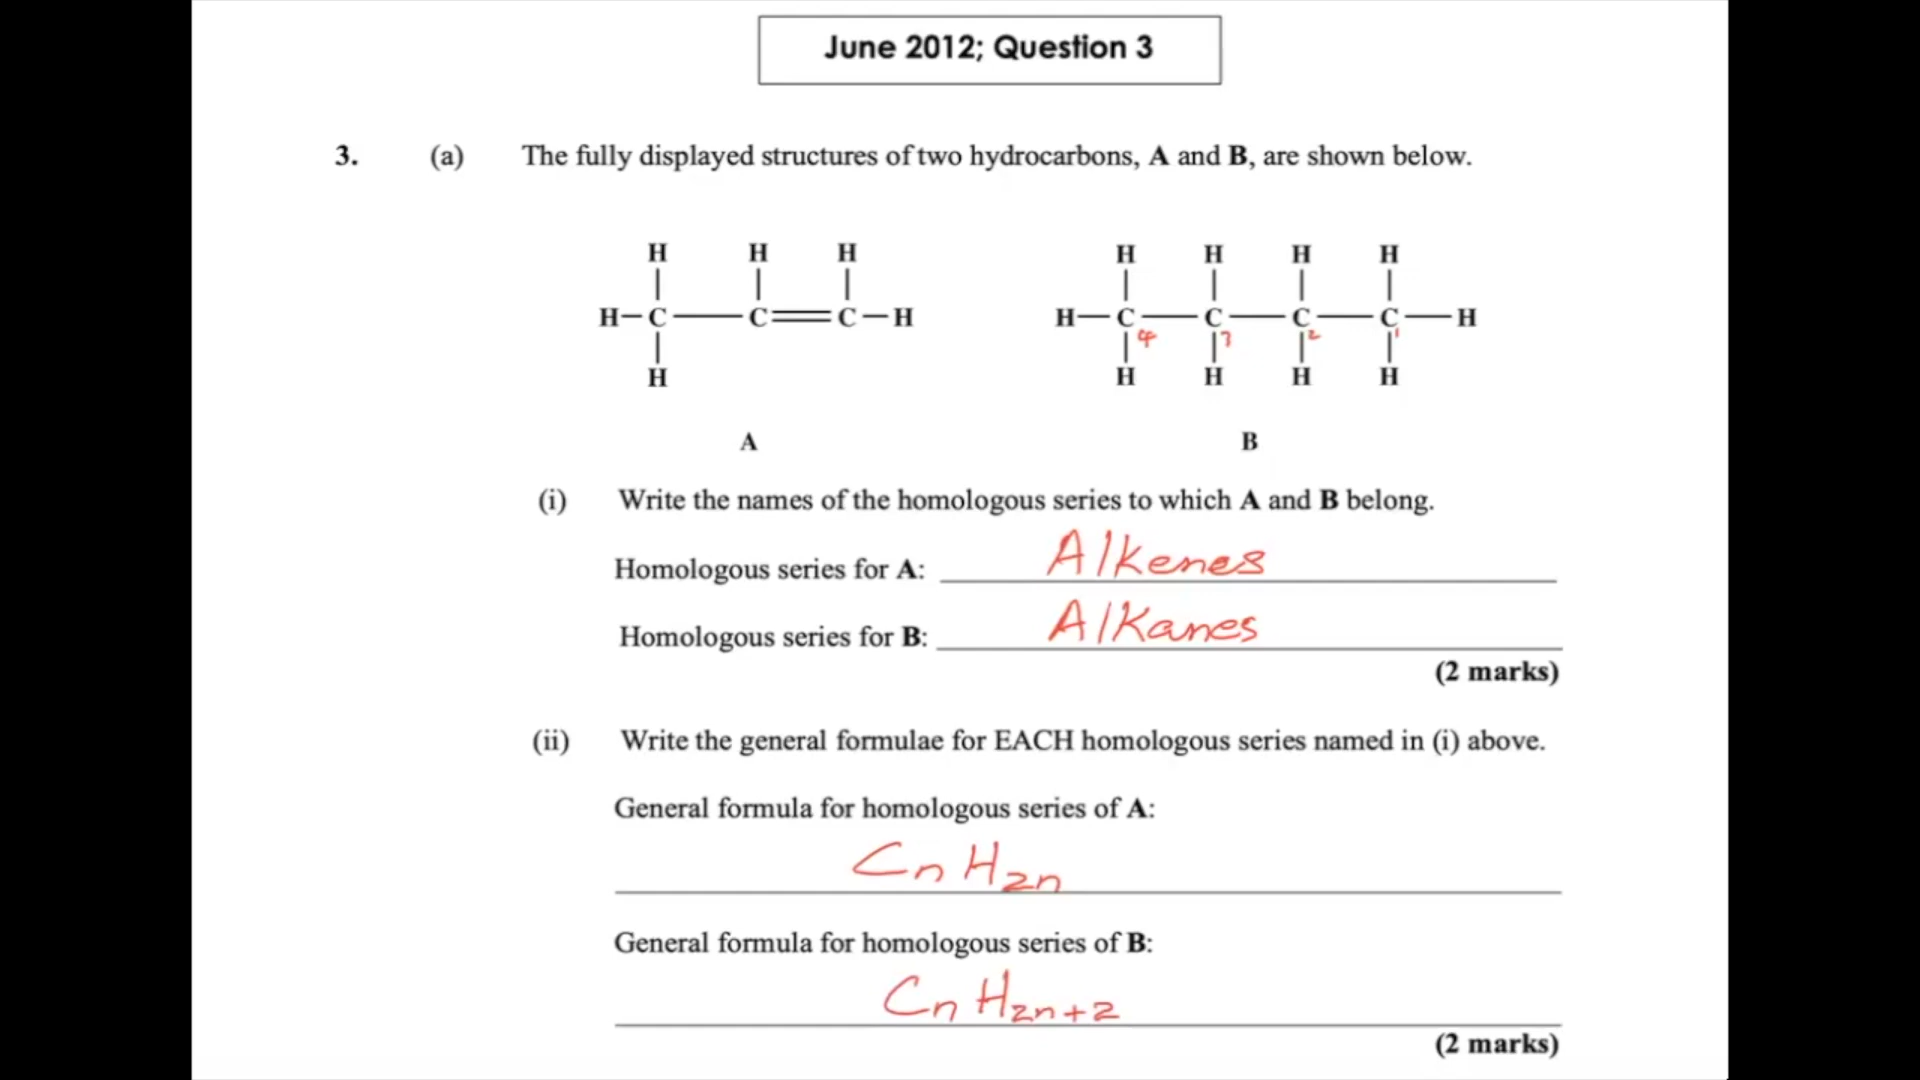 June 2012; Question 3
3. (a) The fully displayed structures of two hydrocarbons, A and B, are shown below.
H H H H H H H
H C C C H H C C C C H
4 3 2 1
H H H H H
A B
(i) Write the names of the homologous series to which A and B belong.
Homologous series for A: Alkenes
Homologous series for B: Alkanes
(2 marks)
(ii) Write the general formulae for EACH homologous series named in (i) above.
General formula for homologous series of A:
CnH2n
General formula for homologous series of B:
CnH2n+2
(2 marks)